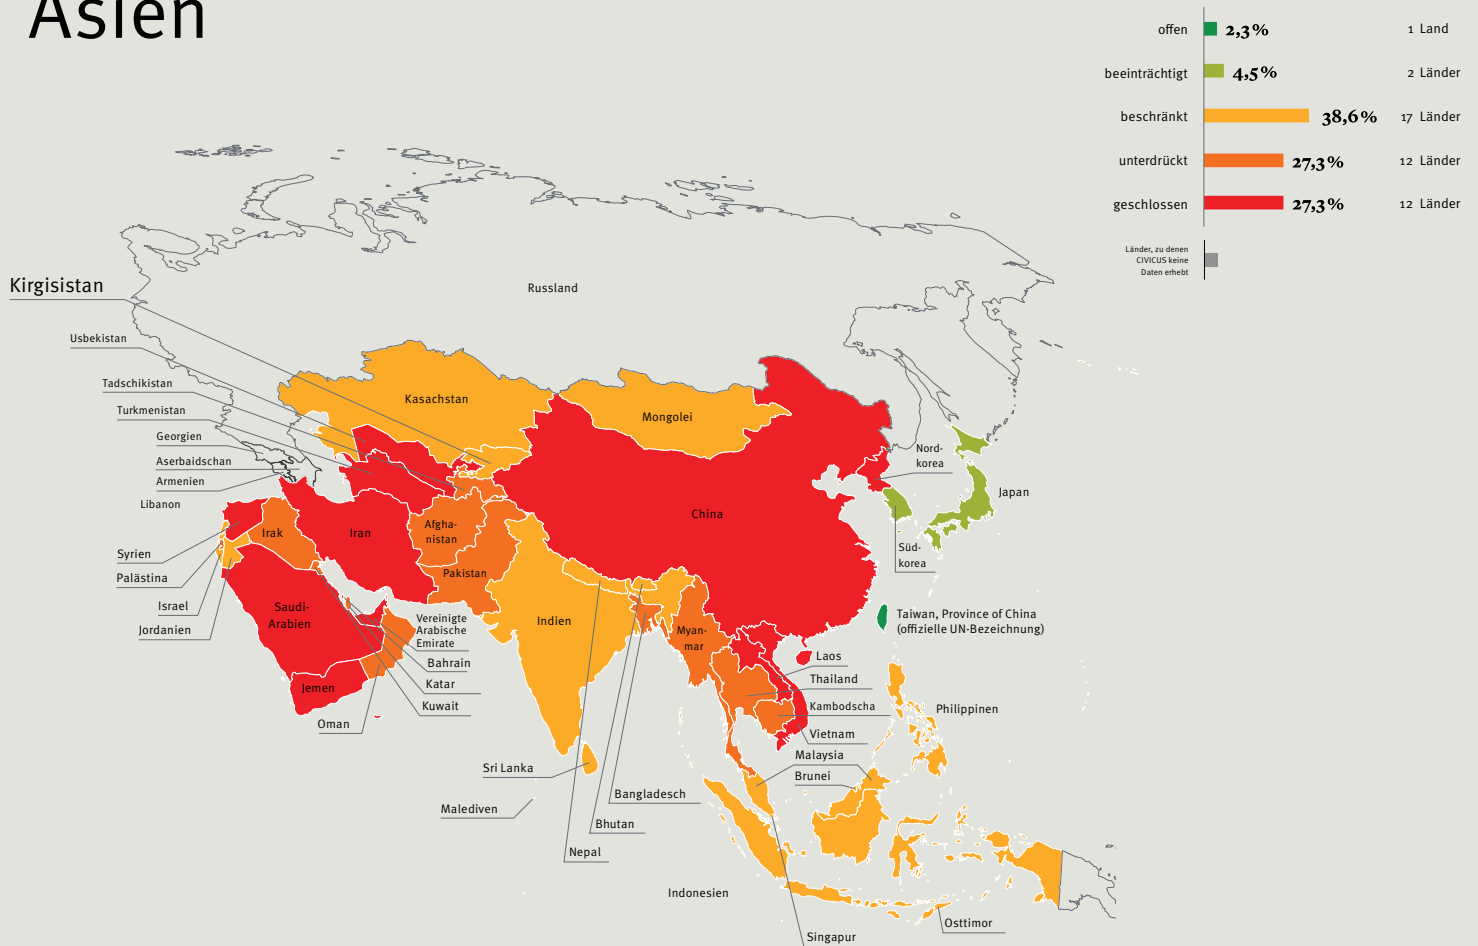 Asien
offen 2,3% 1 Land
beeinträchtigt 4,5% 2 Länder
beschränkt 38,6% 17 Länder
unterdrückt 27,3% 12 Länder
geschlossen 27,3% 12 Länder
Länder, zu denen
CIVICUS keine
Daten erhebt
Kirgisistan
Russland
Usbekistan
Tadschikistan
Turkmenistan
Georgien
Aserbaidschan
Armenien
Libanon
Syrien
Palästina
Israel
Jordanien
Kasachstan
Mongolei
Nord-
korea
Japan
China
Süd-
korea
Irak
Iran
Afgha-
nistan
Pakistan
Saudi-
Arabien
Jemen
Oman
Vereinigte
Arabische
Emirate
Bahrain
Katar
Kuwait
Indien
Myan-
mar
Taiwan, Province of China
(offizielle UN-Bezeichnung)
Laos
Thailand
Kambodscha
Philippinen
Vietnam
Malaysia
Brunei
Sri Lanka
Malediven
Bangladesch
Bhutan
Nepal
Indonesien
Osttimor
Singapur